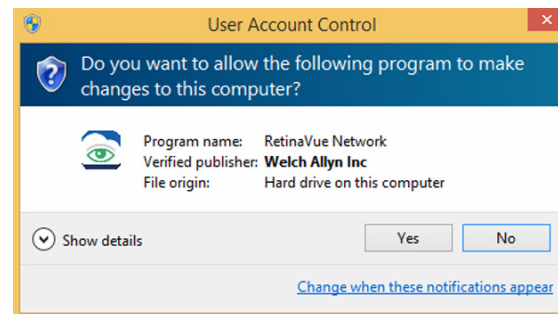 User Account Control
Do you want to allow the following program to make
changes to this computer?
Program name: RetinaVue Network
Verified publisher: Welch Allyn Inc
File origin: Hard drive on this computer
Show details
Yes No
Change when these notifications appear